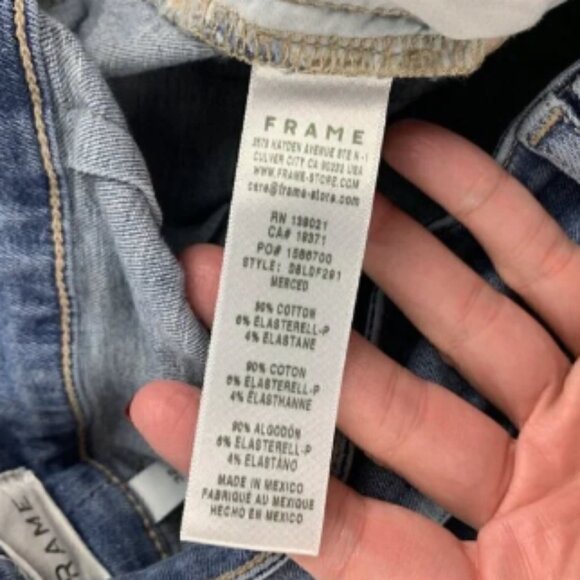 FRAME
3578 HAYDEN AVENUE STE N-1
CULVER CITY CA 90232 USA
WWW.FRAME-STORE.COM
care@frame-store.com
RN 138021
CA# 19371
PO# 1586700
STYLE: DSLDF291
MERCED
90% COTTON
6% ELASTERELL-P
4% ELASTANE
90% COTON
6% ELASTERELL-P
4% ELASTHANNE
90% ALGODÓN
6% ELASTERELL-P
4% ELASTANO
MADE IN MEXICO
FABRIQUÉ AU MEXIQUE
HECHO EN MEXICO
FRAME